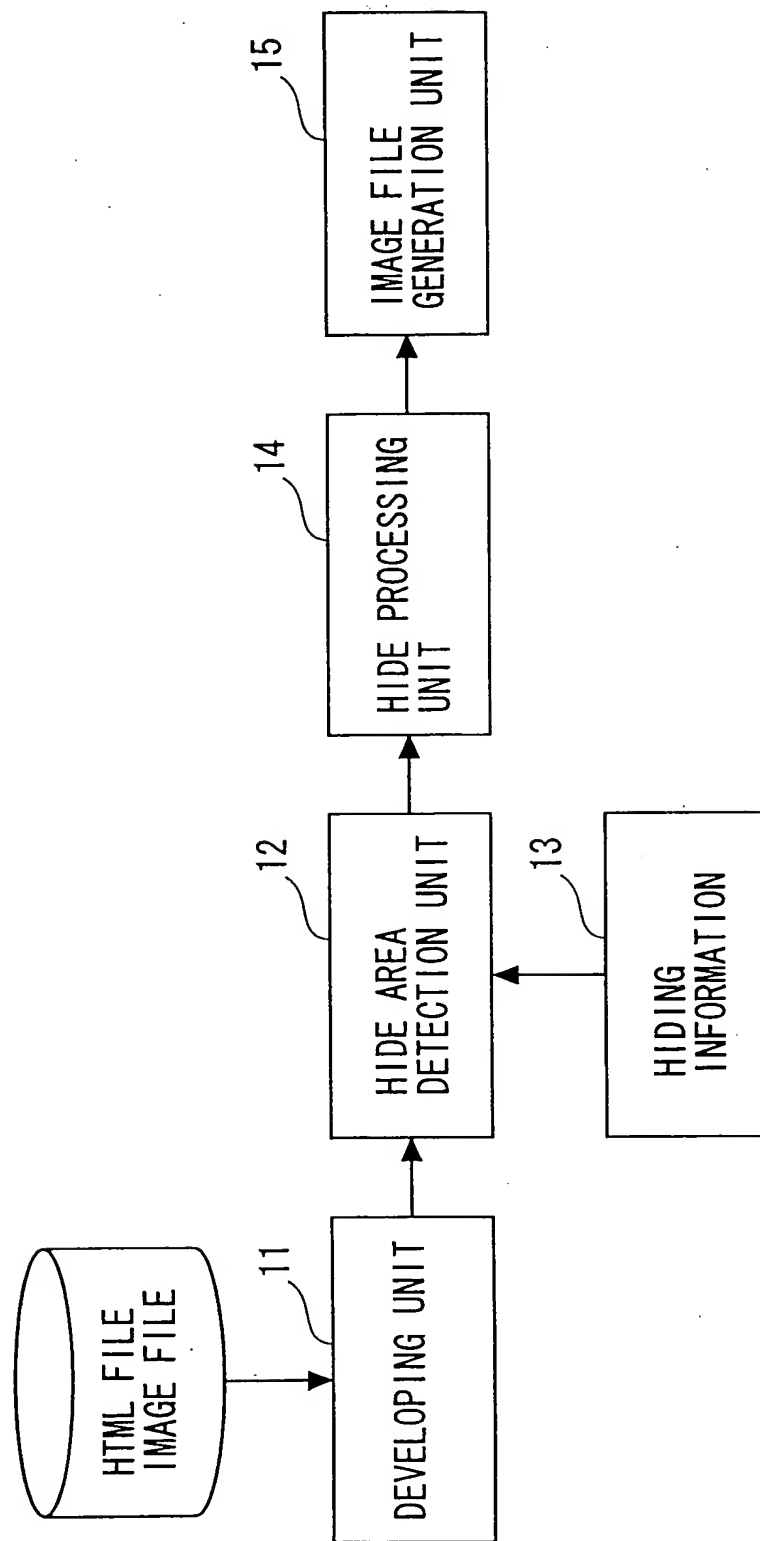 HTML FILE
IMAGE FILE
11
DEVELOPING UNIT
12
HIDE AREA
DETECTION UNIT
13
HIDING
INFORMATION
14
HIDE PROCESSING
UNIT
15
IMAGE FILE
GENERATION UNIT